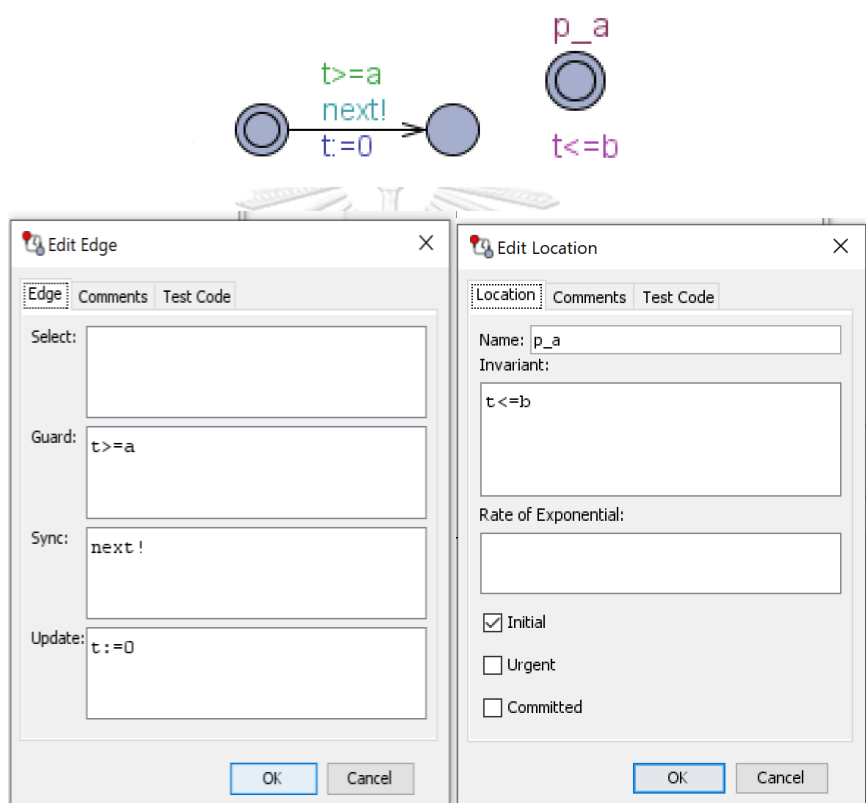 p_a
t>=a
next!
t:=0
t<=b
Edit Edge
Edge Comments Test Code
Select:
Guard:
t>=a
Sync:
next!
Update:
t:=0
OK Cancel
Edit Location
Location Comments Test Code
Name: p_a
Invariant:
t<=b
Rate of Exponential:
Initial
Urgent
Committed
OK Cancel